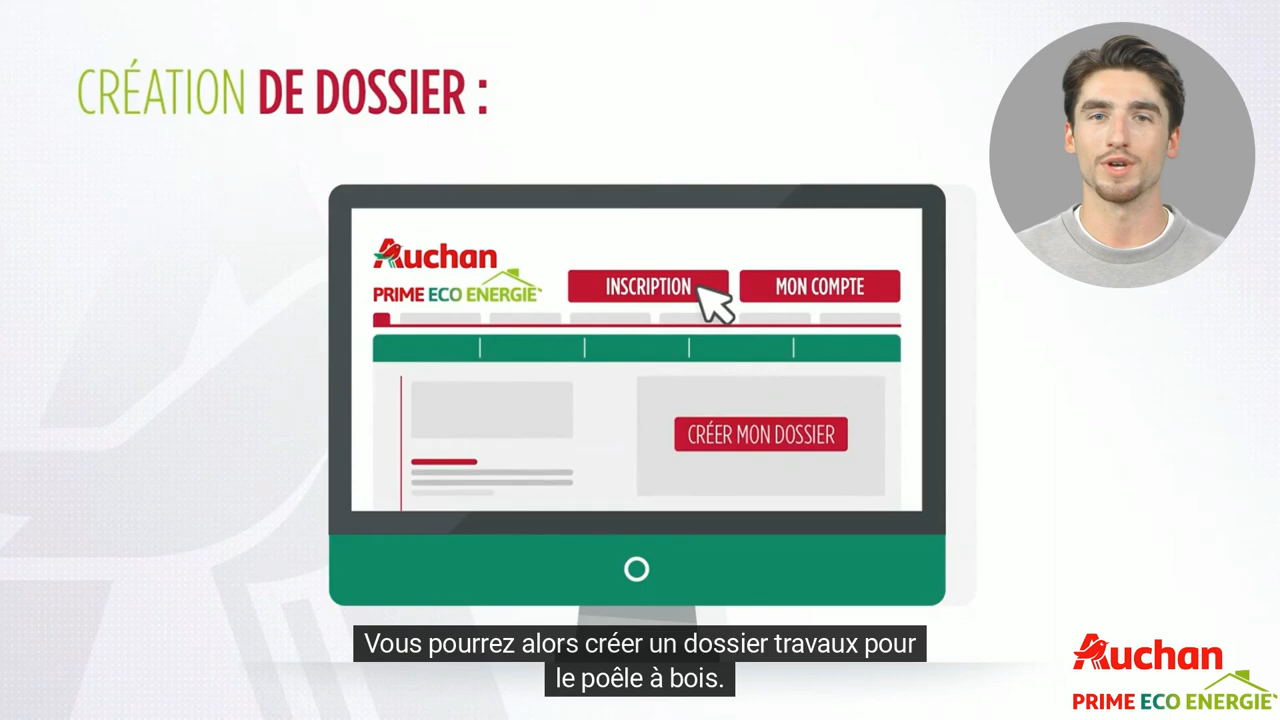 CRÉATION DE DOSSIER :
Auchan
PRIME ECO ENERGIE
INSCRIPTION
MON COMPTE
CRÉER MON DOSSIER
Vous pourrez alors créer un dossier travaux pour
le poêle à bois.
Auchan
PRIME ECO ENERGIE